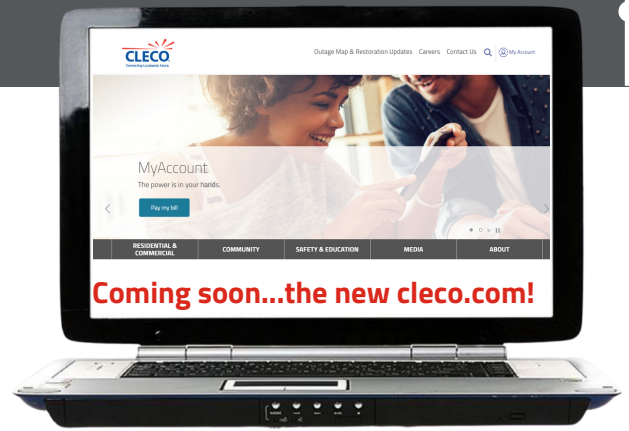 CLECO
Connecting Louisiana's future.
Outage Map & Restoration Updates Careers Contact Us My Account
MyAccount
The power is in your hands.
Pay my bill
RESIDENTIAL & COMMERCIAL COMMUNITY SAFETY & EDUCATION MEDIA ABOUT
Coming soon...the new cleco.com!